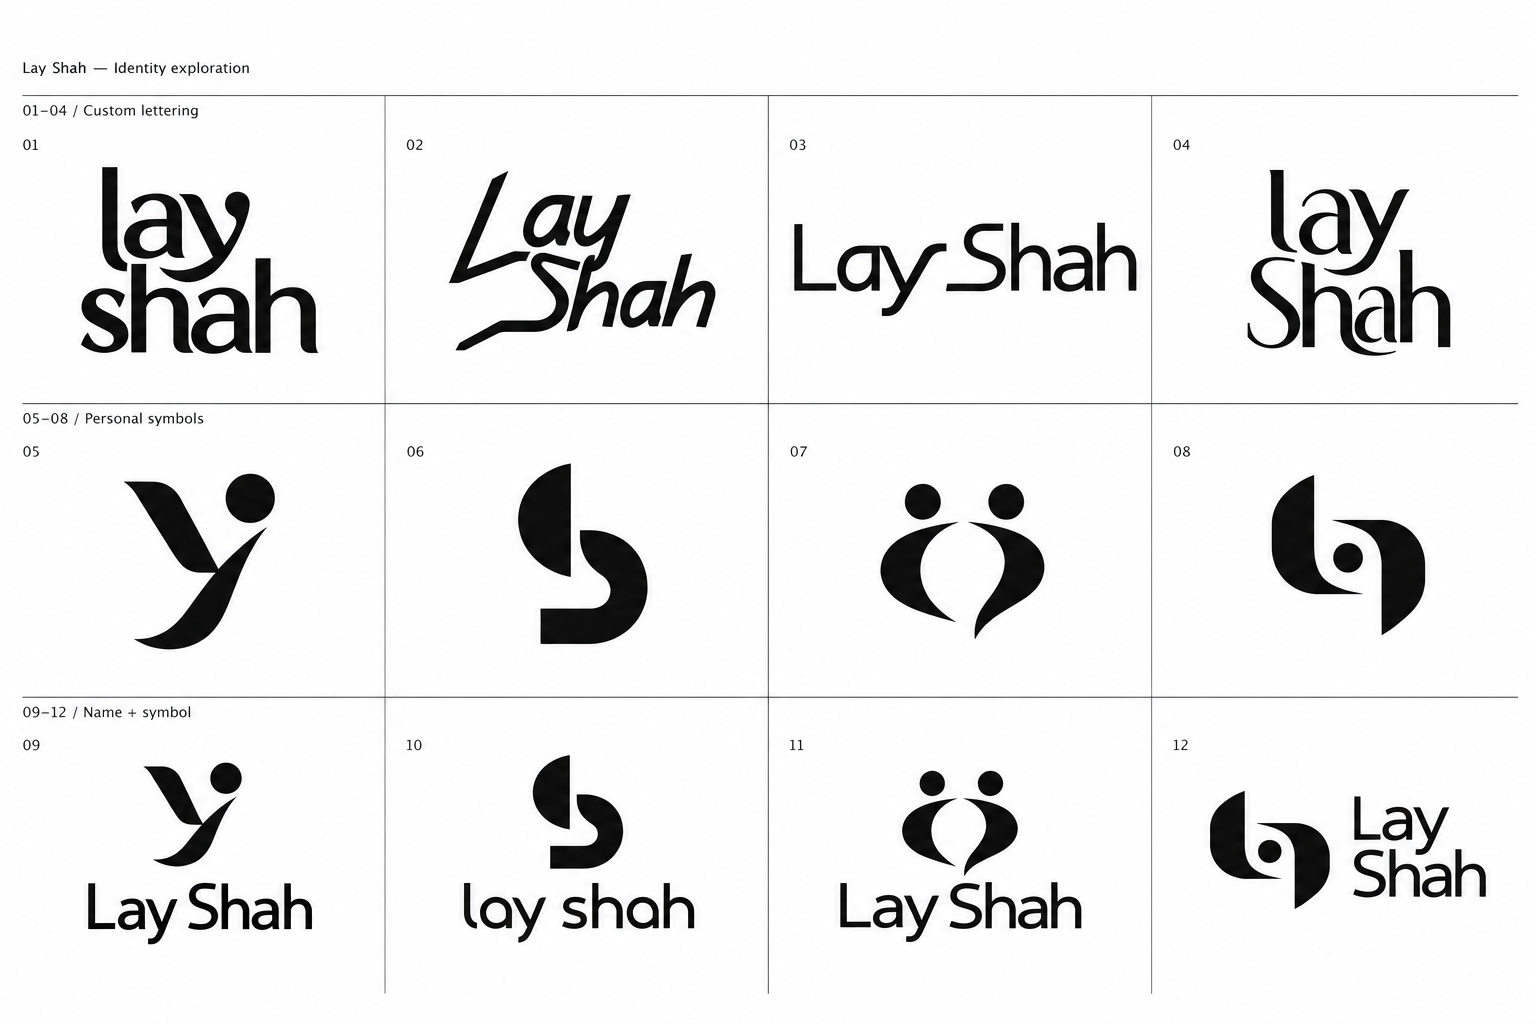 Lay Shah — Identity exploration
01–04 / Custom lettering
01
02
03
04
lay
shah
Lay
Shah
Lay Shah
lay
Shah
05–08 / Personal symbols
05
06
07
08
09–12 / Name + symbol
09
10
11
12
Lay Shah
lay shah
Lay Shah
Lay
Shah